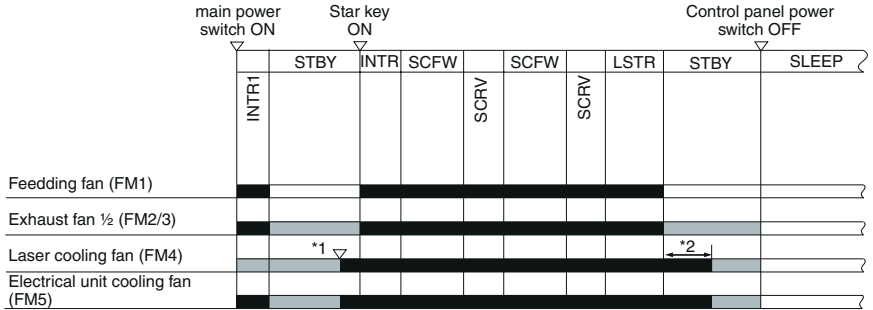 main power
switch ON
Star key
ON
Control panel power
switch OFF
INTR1
STBY
INTR
SCFW
SCRV
SCFW
SCRV
LSTR
STBY
SLEEP
Feedding fan (FM1)
Exhaust fan ½ (FM2/3)
Laser cooling fan (FM4)
*1
*2
Electrical unit cooling fan
(FM5)